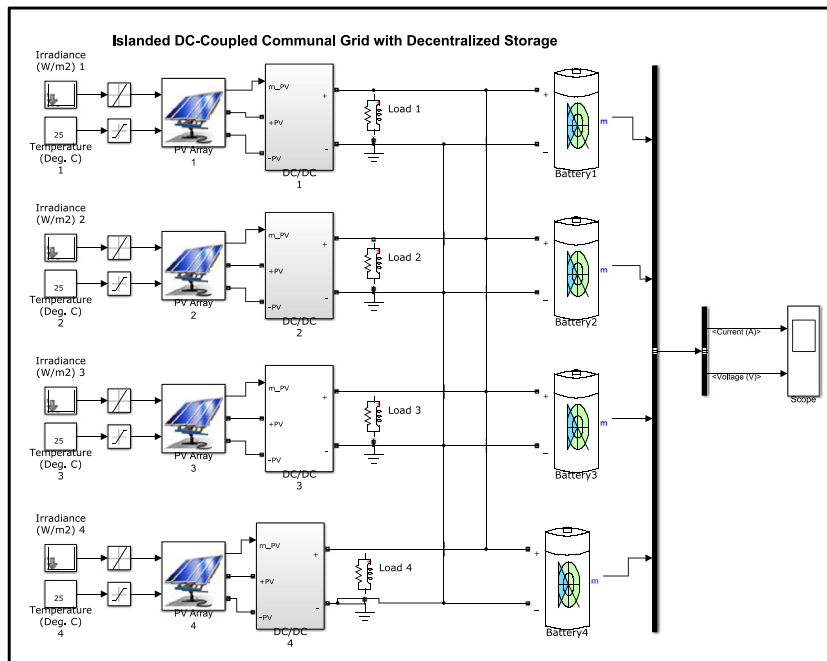 Islanded DC-Coupled Communal Grid with Decentralized Storage
Irradiance
(W/m2) 1
25
Temperature
(Deg. C)
1
PV Array
1
m_PV
+PV
-PV
+
-
DC/DC
1
Load 1
+
-
m
Battery1
Irradiance
(W/m2) 2
25
Temperature
(Deg. C)
2
PV Array
2
m_PV
+PV
-PV
+
-
DC/DC
2
Load 2
+
-
m
Battery2
<Current (A)>
<Voltage (V)>
Scope
Irradiance
(W/m2) 3
25
Temperature
(Deg. C)
3
PV Array
3
m_PV
+PV
-PV
+
-
DC/DC
3
Load 3
+
-
m
Battery3
Irradiance
(W/m2) 4
25
Temperature
(Deg. C)
4
PV Array
4
m_PV
+PV
-PV
+
-
DC/DC
4
Load 4
+
-
m
Battery4